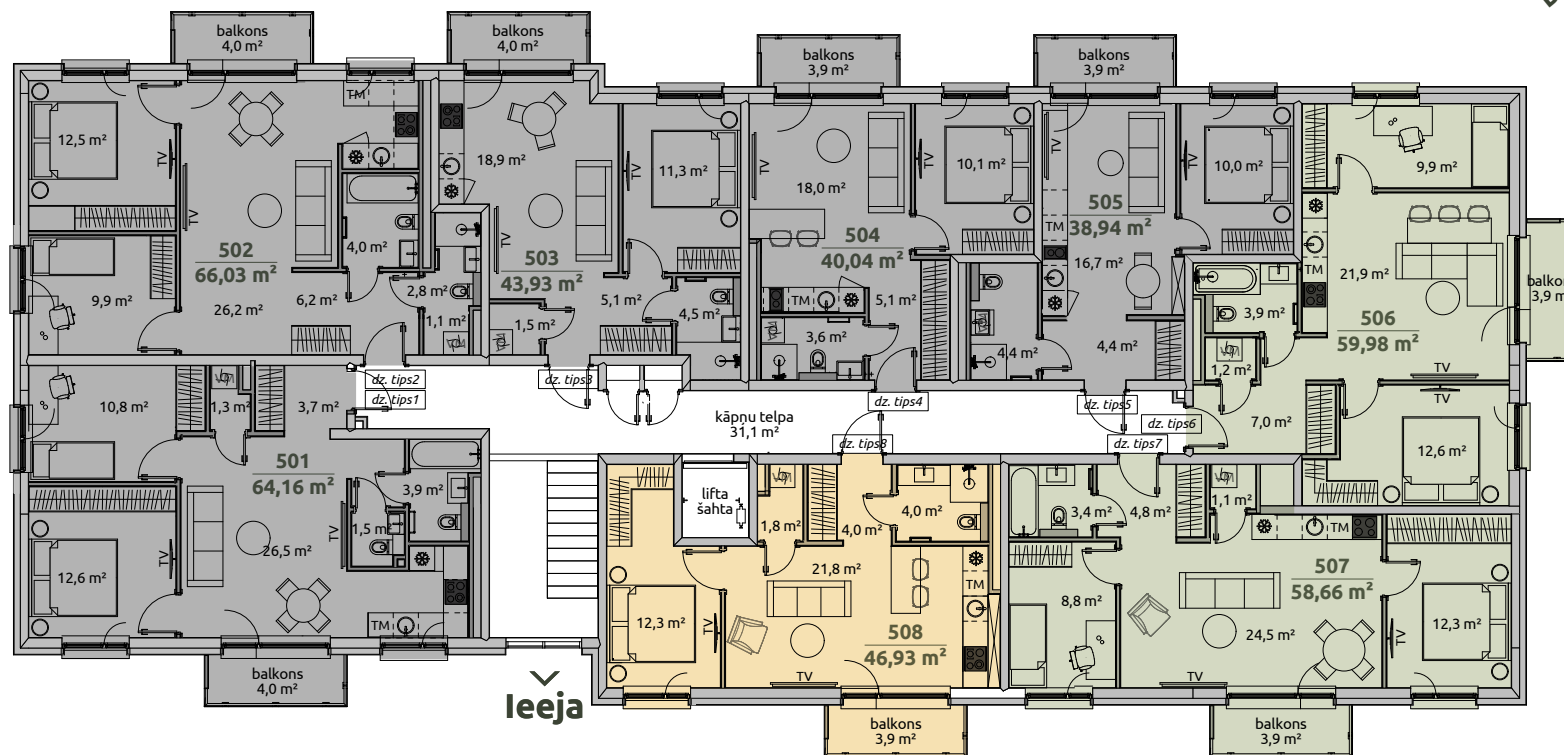 balkons
4,0 m²
balkons
4,0 m²
balkons
3,9 m²
balkons
3,9 m²
12,5 m²
TV
TV
TM
502
66,03 m²
4,0 m²
6,2 m²
26,2 m²
9,9 m²
2,8 m²
1,1 m²
18,9 m²
TV
503
43,93 m²
1,5 m²
5,1 m²
TV
11,3 m²
4,5 m²
TV
18,0 m²
504
40,04 m²
TM
5,1 m²
3,6 m²
TV
10,1 m²
TV
505
38,94 m²
TM
16,7 m²
4,4 m²
4,4 m²
TV
10,0 m²
9,9 m²
TM
21,9 m²
506
59,98 m²
TV
3,9 m²
1,2 m²
7,0 m²
TV
12,6 m²
balko
3,9 m
dz. tips2
dz. tips1
dz. tips3
dz. tips4
dz. tips5
dz. tips6
dz. tips7
dz. tips8
kāpņu telpa
31,1 m²
10,8 m²
1,3 m²
3,7 m²
501
64,16 m²
3,9 m²
1,5 m²
TV
26,5 m²
12,6 m²
TV
TM
balkons
4,0 m²
Ieeja
lifta
šahta
1,8 m²
4,0 m²
4,0 m²
21,8 m²
TM
12,3 m²
TV
508
46,93 m²
TV
balkons
3,9 m²
3,4 m²
4,8 m²
1,1 m²
TM
8,8 m²
507
58,66 m²
24,5 m²
TV
TV
12,3 m²
balkons
3,9 m²